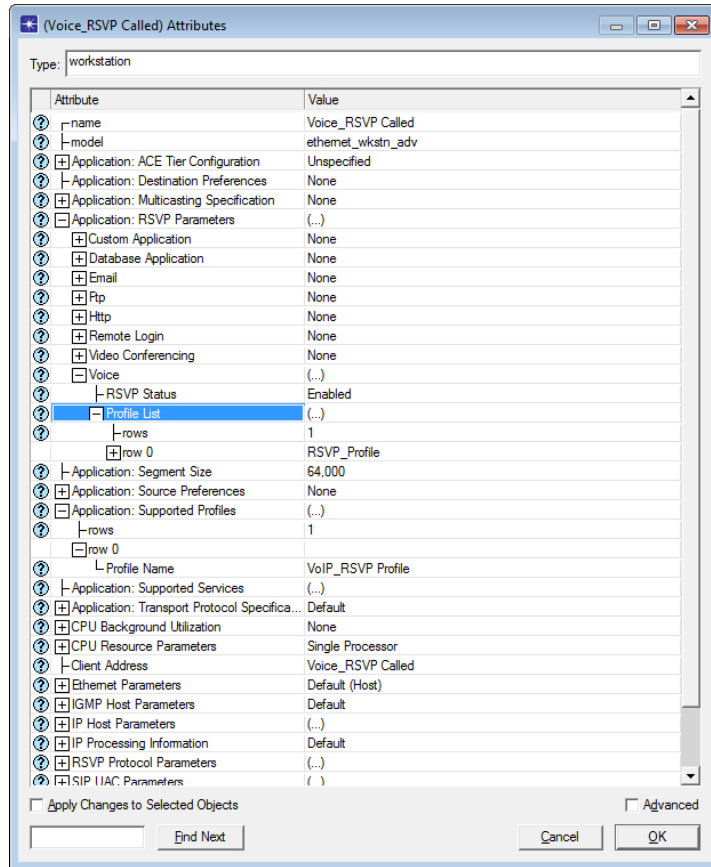 (Voice_RSVP Called) Attributes
Type: workstation
Attribute Value
name Voice_RSVP Called
model ethernet_wkstn_adv
Application: ACE Tier Configuration Unspecified
Application: Destination Preferences None
Application: Multicasting Specification None
Application: RSVP Parameters (...)
Custom Application None
Database Application None
Email None
Ftp None
Http None
Remote Login None
Video Conferencing None
Voice (...)
RSVP Status Enabled
Profile List (...)
rows 1
row 0 RSVP_Profile
Application: Segment Size 64,000
Application: Source Preferences None
Application: Supported Profiles (...)
rows 1
row 0
Profile Name VoIP_RSVP Profile
Application: Supported Services (...)
Application: Transport Protocol Specifica... Default
CPU Background Utilization None
CPU Resource Parameters Single Processor
Client Address Voice_RSVP Called
Ethernet Parameters Default (Host)
IGMP Host Parameters Default
IP Host Parameters (...)
IP Processing Information Default
RSVP Protocol Parameters (...)
SIP UAC Parameters (...)
Apply Changes to Selected Objects Advanced
Find Next Cancel OK